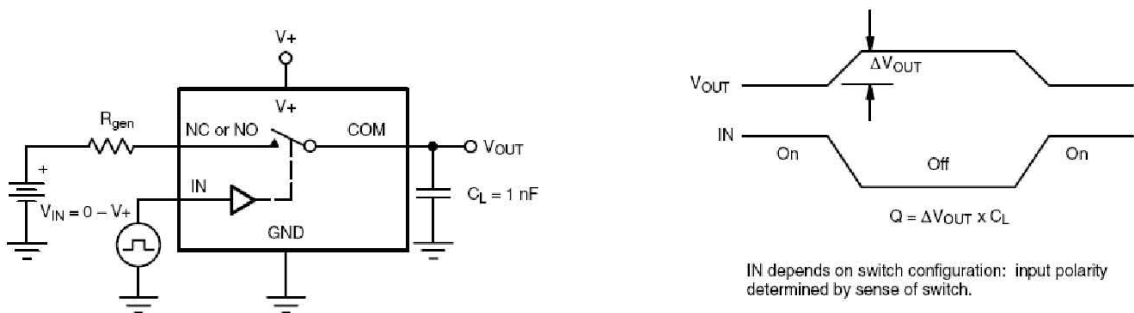 V+
V+
Rgen
NC or NO
COM
VOUT
+
IN
VIN = 0 – V+
CL = 1 nF
GND
ΔVOUT
VOUT
IN
On
Off
On
Q = ΔVOUT x CL
IN depends on switch configuration: input polarity
determined by sense of switch.